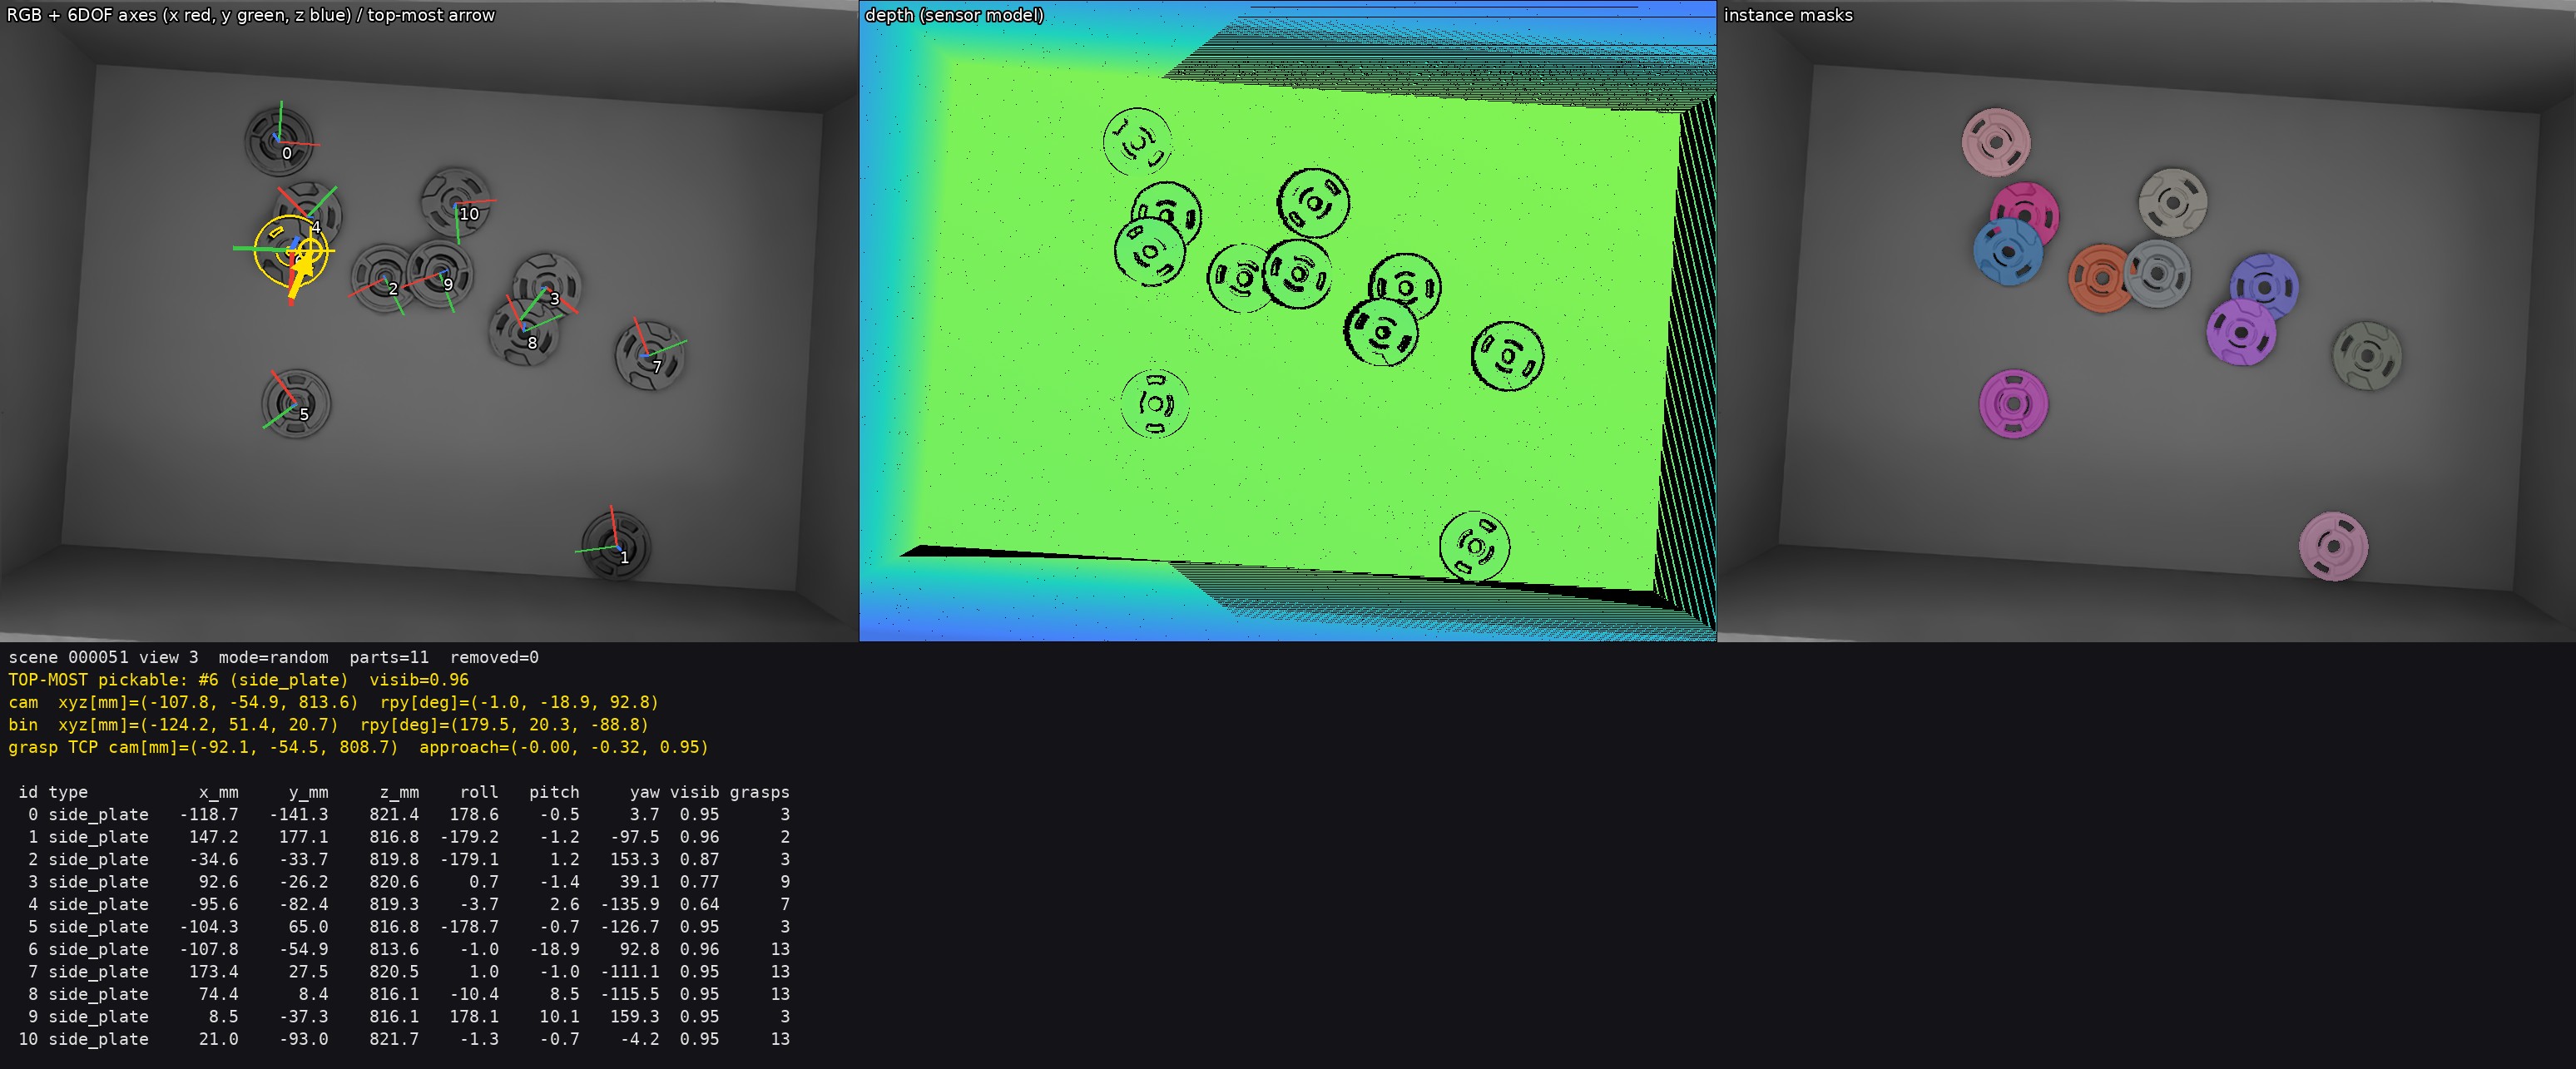 RGB + 6DOF axes (x red, y green, z blue) / top-most arrow
depth (sensor model)
instance masks
0
4
10
2
9
3
8
7
5
1
scene 000051 view 3  mode=random  parts=11  removed=0
TOP-MOST pickable: #6 (side_plate)  visib=0.96
cam  xyz[mm]=(-107.8, -54.9, 813.6)  rpy[deg]=(-1.0, -18.9, 92.8)
bin  xyz[mm]=(-124.2, 51.4, 20.7)  rpy[deg]=(179.5, 20.3, -88.8)
grasp TCP cam[mm]=(-92.1, -54.5, 808.7)  approach=(-0.00, -0.32, 0.95)
id type x_mm y_mm z_mm roll pitch yaw visib grasps
0 side_plate -118.7 -141.3 821.4 178.6 -0.5 3.7 0.95 3
1 side_plate 147.2 177.1 816.8 -179.2 -1.2 -97.5 0.96 2
2 side_plate -34.6 -33.7 819.8 -179.1 1.2 153.3 0.87 3
3 side_plate 92.6 -26.2 820.6 0.7 -1.4 39.1 0.77 9
4 side_plate -95.6 -82.4 819.3 -3.7 2.6 -135.9 0.64 7
5 side_plate -104.3 65.0 816.8 -178.7 -0.7 -126.7 0.95 3
6 side_plate -107.8 -54.9 813.6 -1.0 -18.9 92.8 0.96 13
7 side_plate 173.4 27.5 820.5 1.0 -1.0 -111.1 0.95 13
8 side_plate 74.4 8.4 816.1 -10.4 8.5 -115.5 0.95 13
9 side_plate 8.5 -37.3 816.1 178.1 10.1 159.3 0.95 3
10 side_plate 21.0 -93.0 821.7 -1.3 -0.7 -4.2 0.95 13